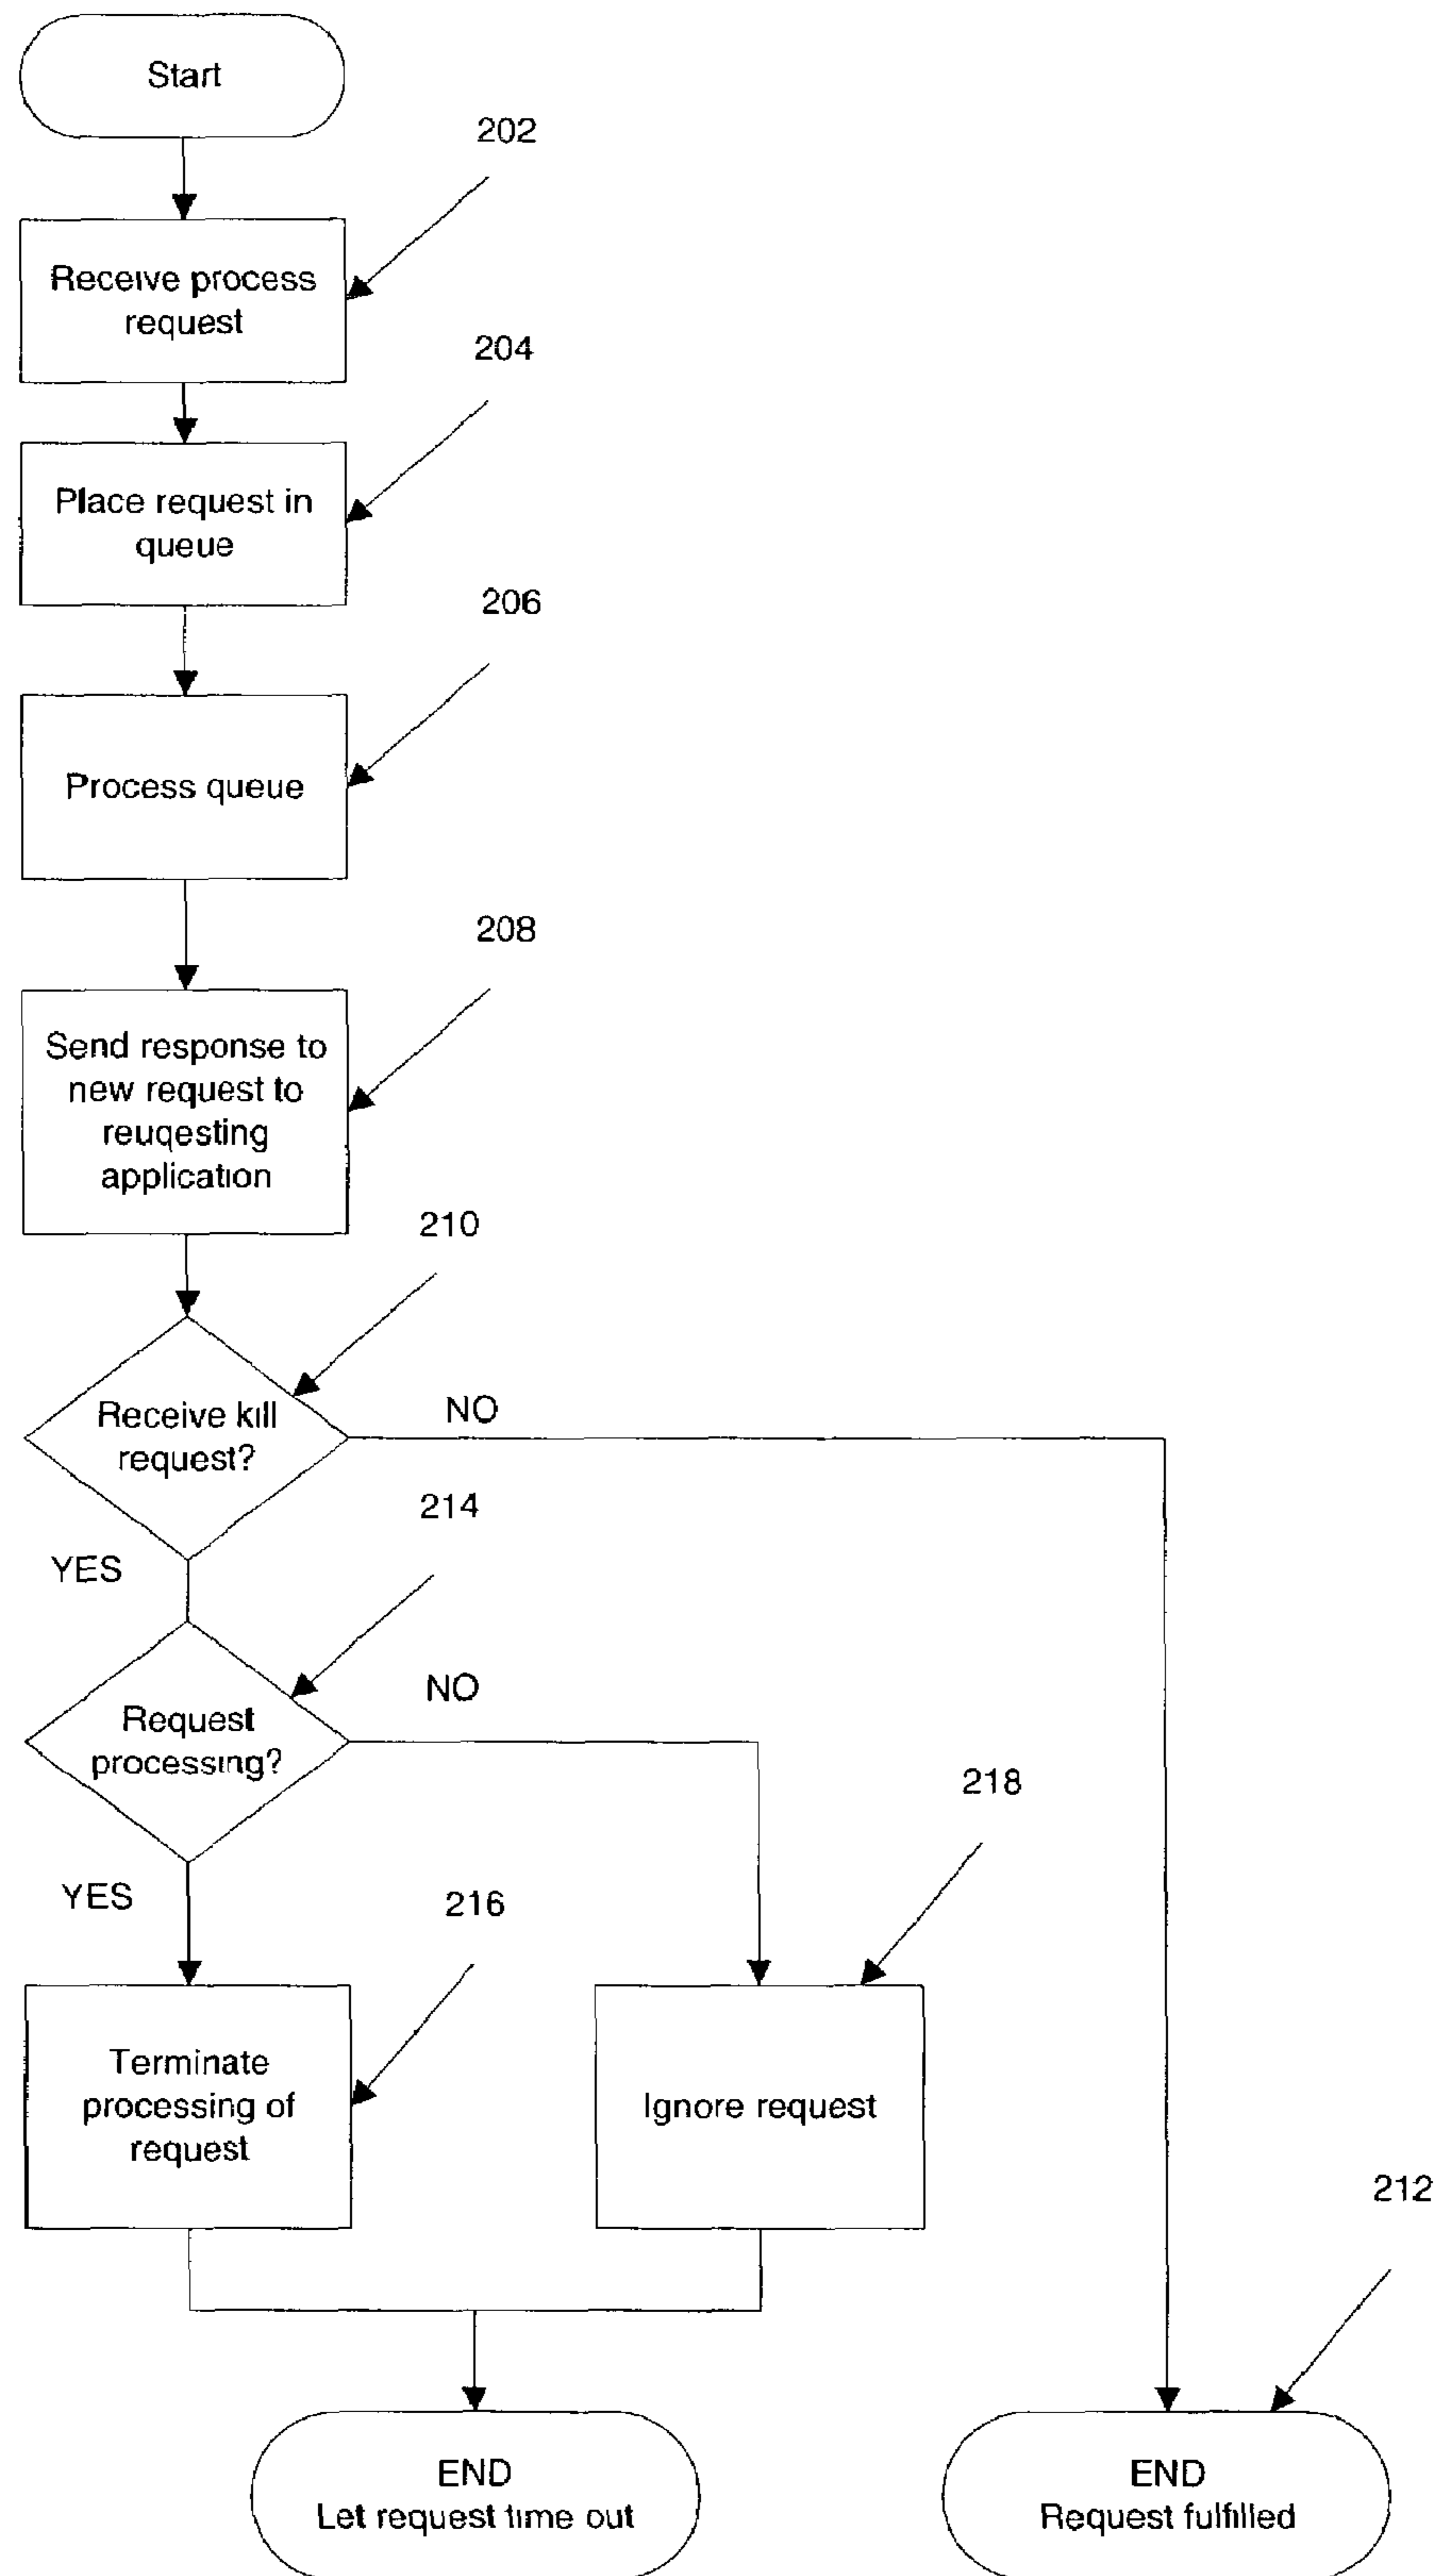 Start
202
Receive process
request
204
Place request in
queue
206
Process queue
208
Send response to
new request to
reuqesting
application
210
Receive kill
request?
NO
YES
214
Request
processing?
NO
YES
216
218
Terminate
processing of
request
Ignore request
212
END
Let request time out
END
Request fulfilled